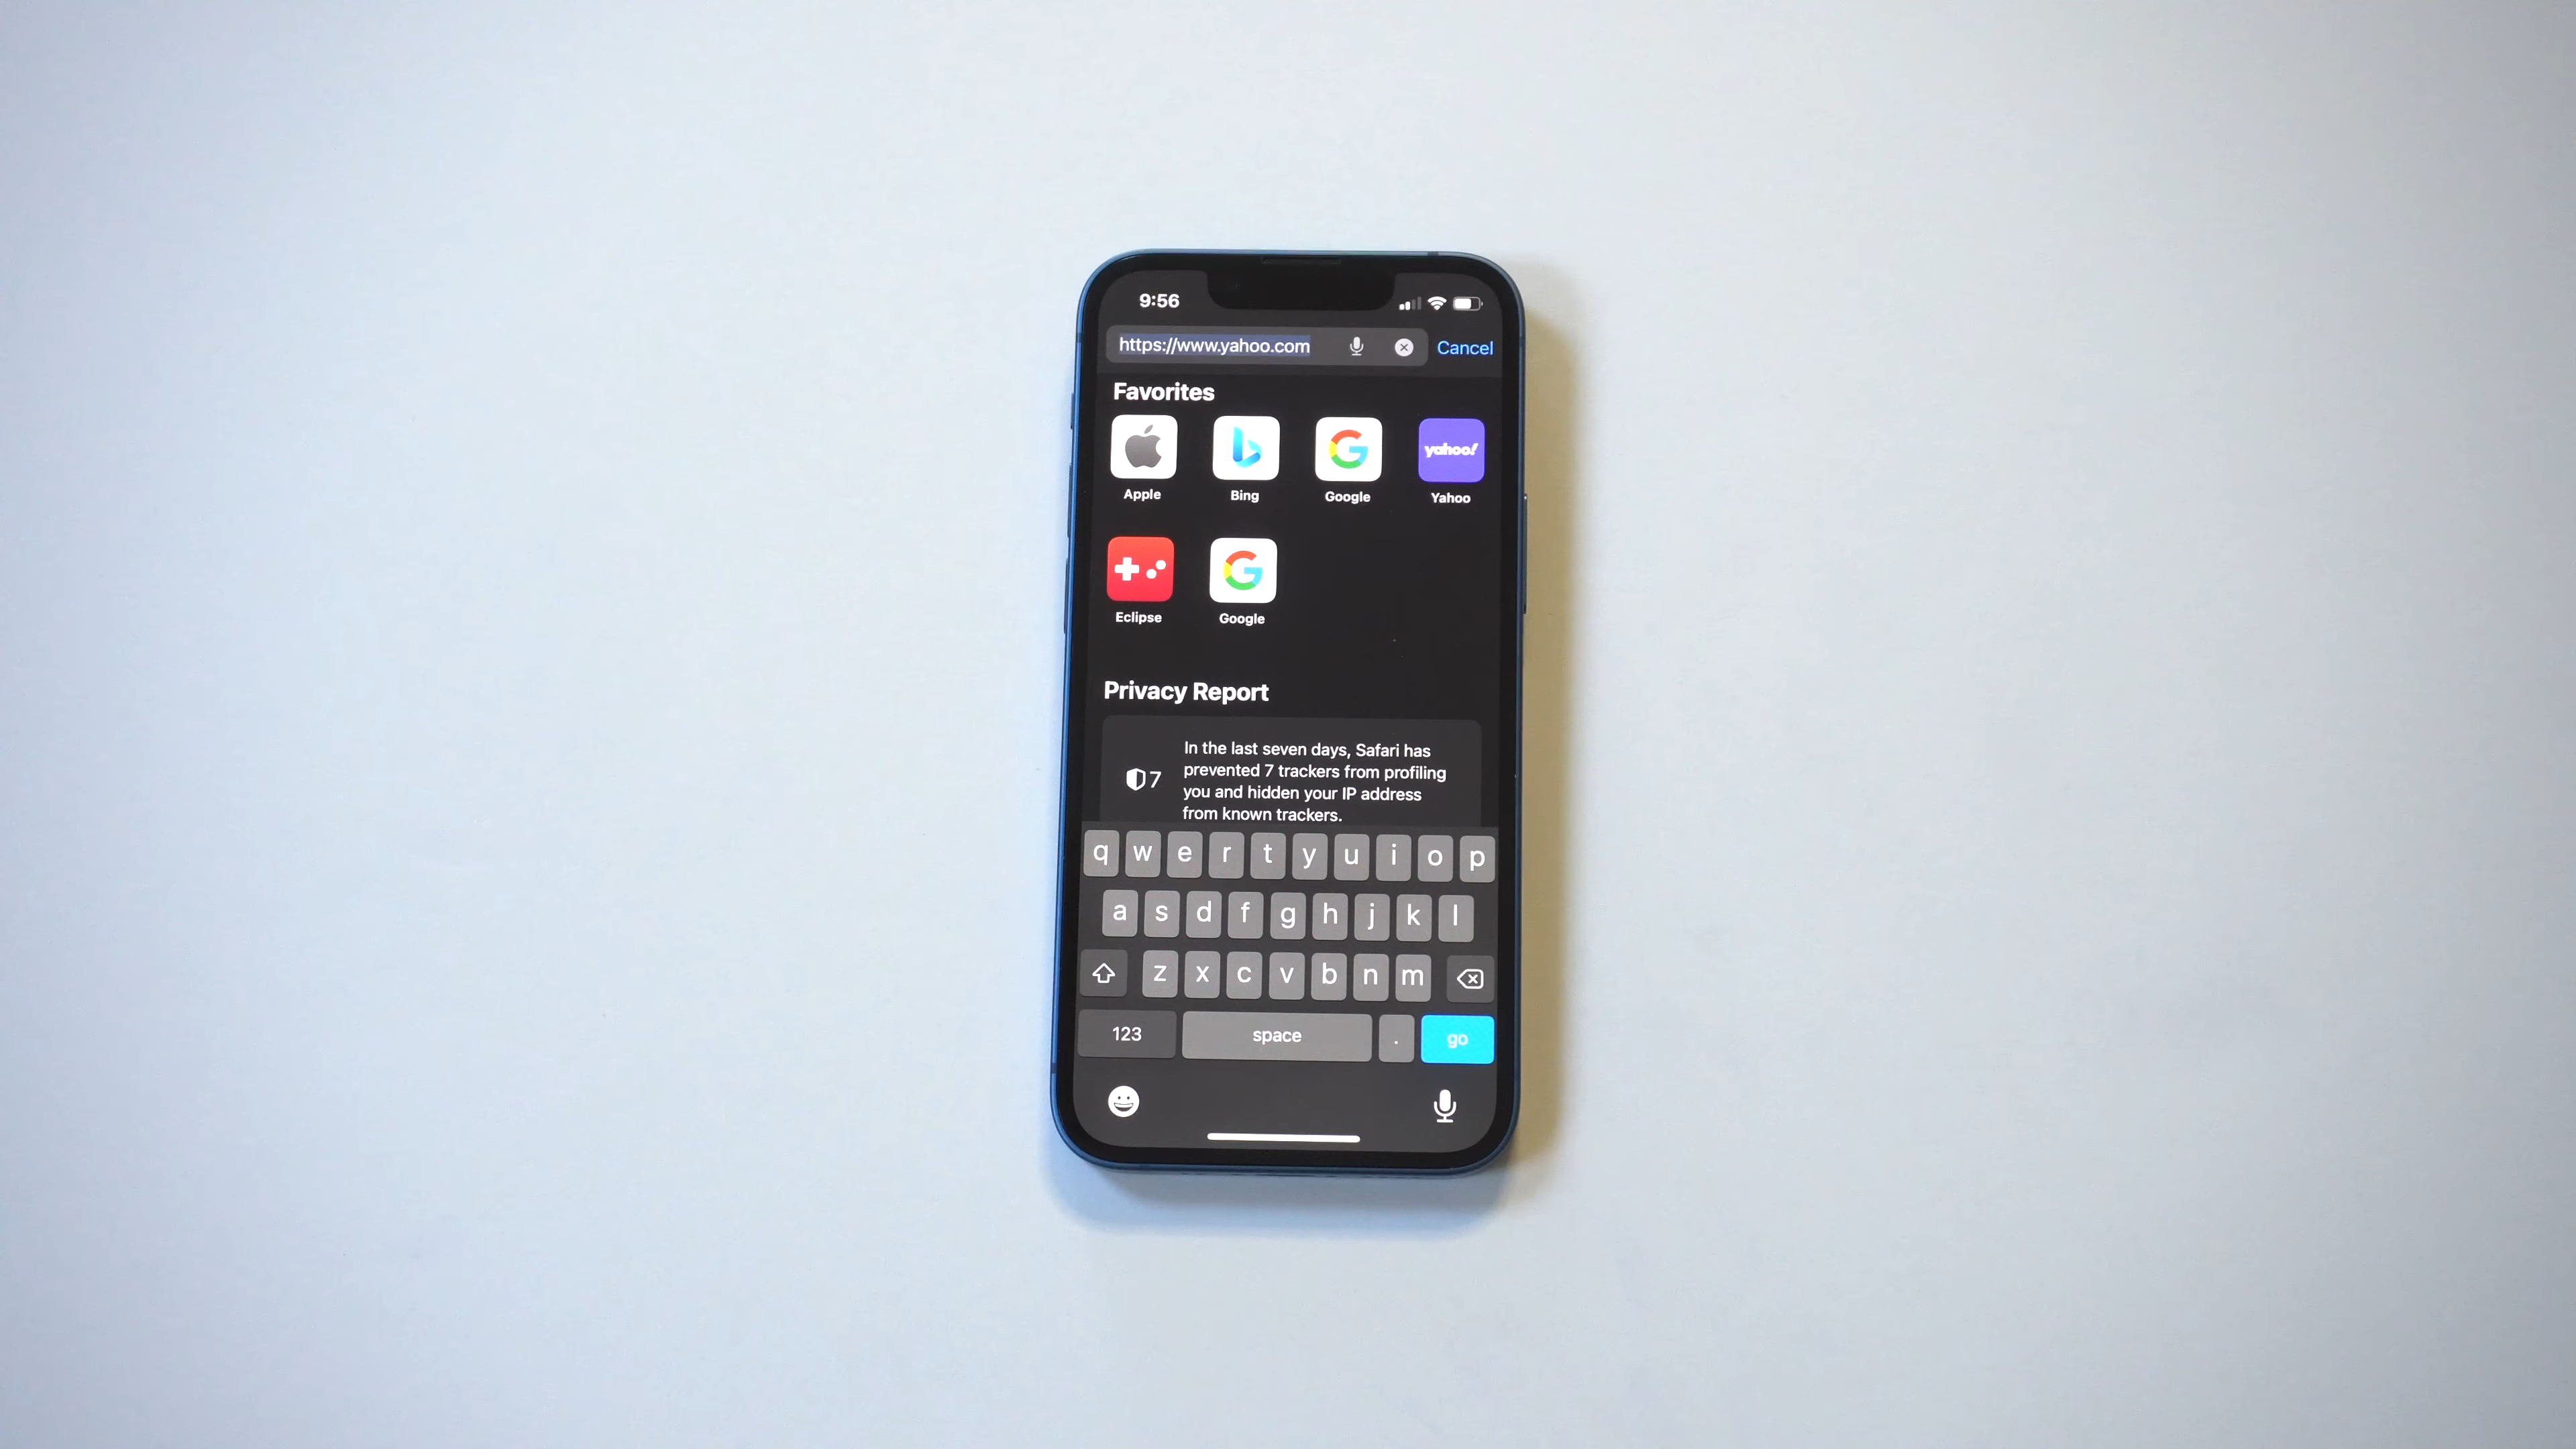 9:56
https://www.yahoo.com
Cancel
Favorites
yahoo!
Apple Bing Google Yahoo
Eclipse Google
Privacy Report
7
In the last seven days, Safari has
prevented 7 trackers from profiling
you and hidden your IP address
from known trackers.
q w e r t y u i o p
a s d f g h j k l
z x c v b n m
123 space . go